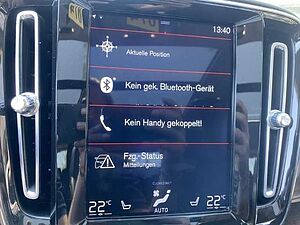 13:40
Aktuelle Position
Kein gek. Bluetooth-Gerät
Kein Handy gekoppelt!
Fzg.-Status
Mitteilungen
22°C
AUTO
22°C